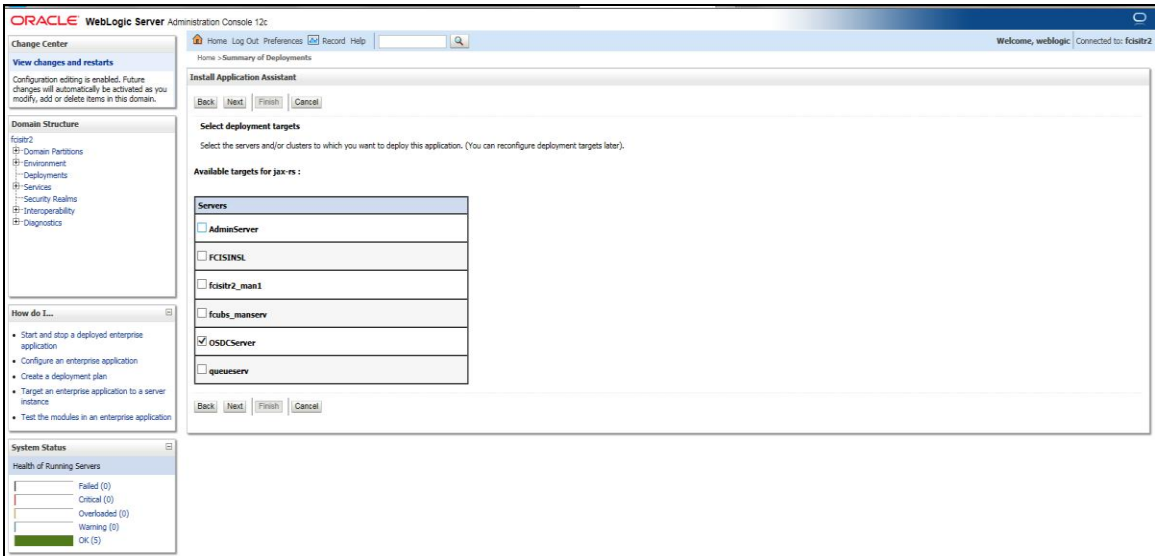 ORACLE WebLogic Server Administration Console 12c
Change Center
View changes and restarts
Configuration editing is enabled. Future
changes will automatically be activated as you
modify, add or delete items in this domain.
Domain Structure
fcisitr2
Domain Partitions
Environment
Deployments
Services
Security Realms
Interoperability
Diagnostics
How do I...
Start and stop a deployed enterprise
application
Configure an enterprise application
Create a deployment plan
Target an enterprise application to a server
instance
Test the modules in an enterprise application
System Status
Health of Running Servers
Failed (0)
Critical (0)
Overloaded (0)
Warning (0)
OK (5)
Home Log Out Preferences Record Help
Welcome, weblogic Connected to: fcisitr2
Home >Summary of Deployments
Install Application Assistant
Back Next Finish Cancel
Select deployment targets
Select the servers and/or clusters to which you want to deploy this application. (You can reconfigure deployment targets later).
Available targets for jax-rs :
Servers
AdminServer
FCISINSL
fcisitr2_man1
fcubs_manserv
OSDCServer
queueserv
Back Next Finish Cancel